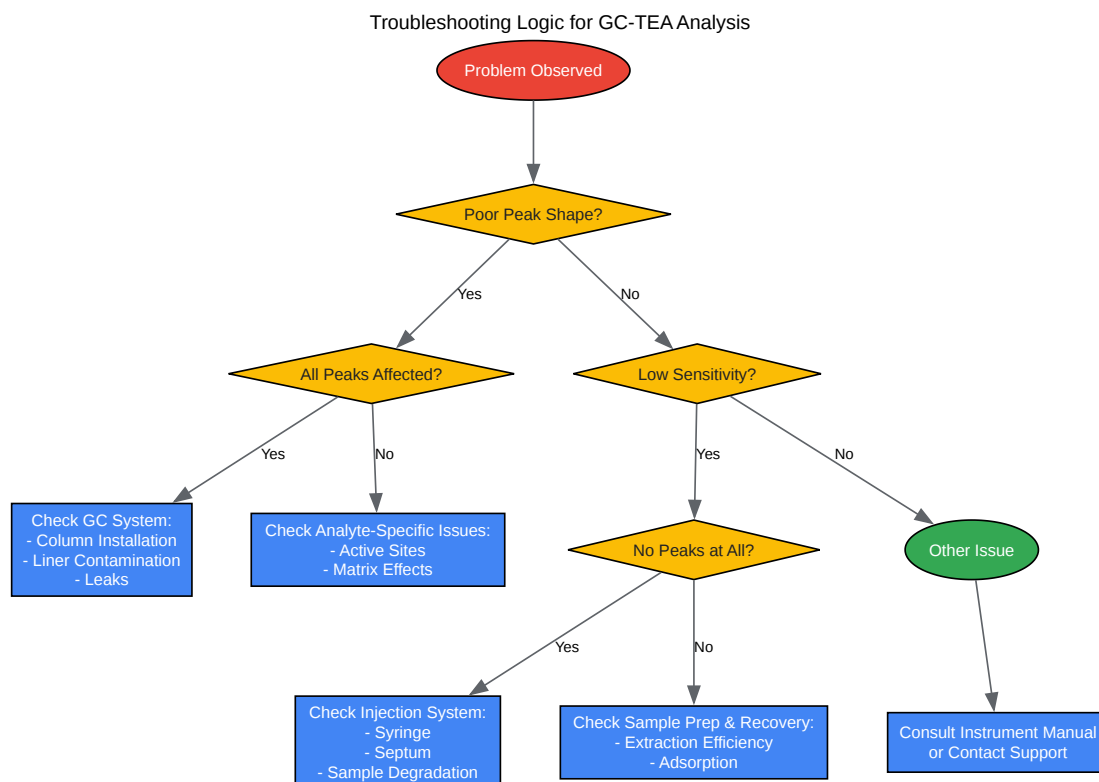 Troubleshooting Logic for GC-TEA Analysis
Problem Observed
Poor Peak Shape?
Yes
No
All Peaks Affected?
Low Sensitivity?
Yes
No
Yes
No
Check GC System:
- Column Installation
- Liner Contamination
- Leaks
Check Analyte-Specific Issues:
- Active Sites
- Matrix Effects
No Peaks at All?
Other Issue
Yes
No
Check Injection System:
- Syringe
- Septum
- Sample Degradation
Check Sample Prep & Recovery:
- Extraction Efficiency
- Adsorption
Consult Instrument Manual
or Contact Support